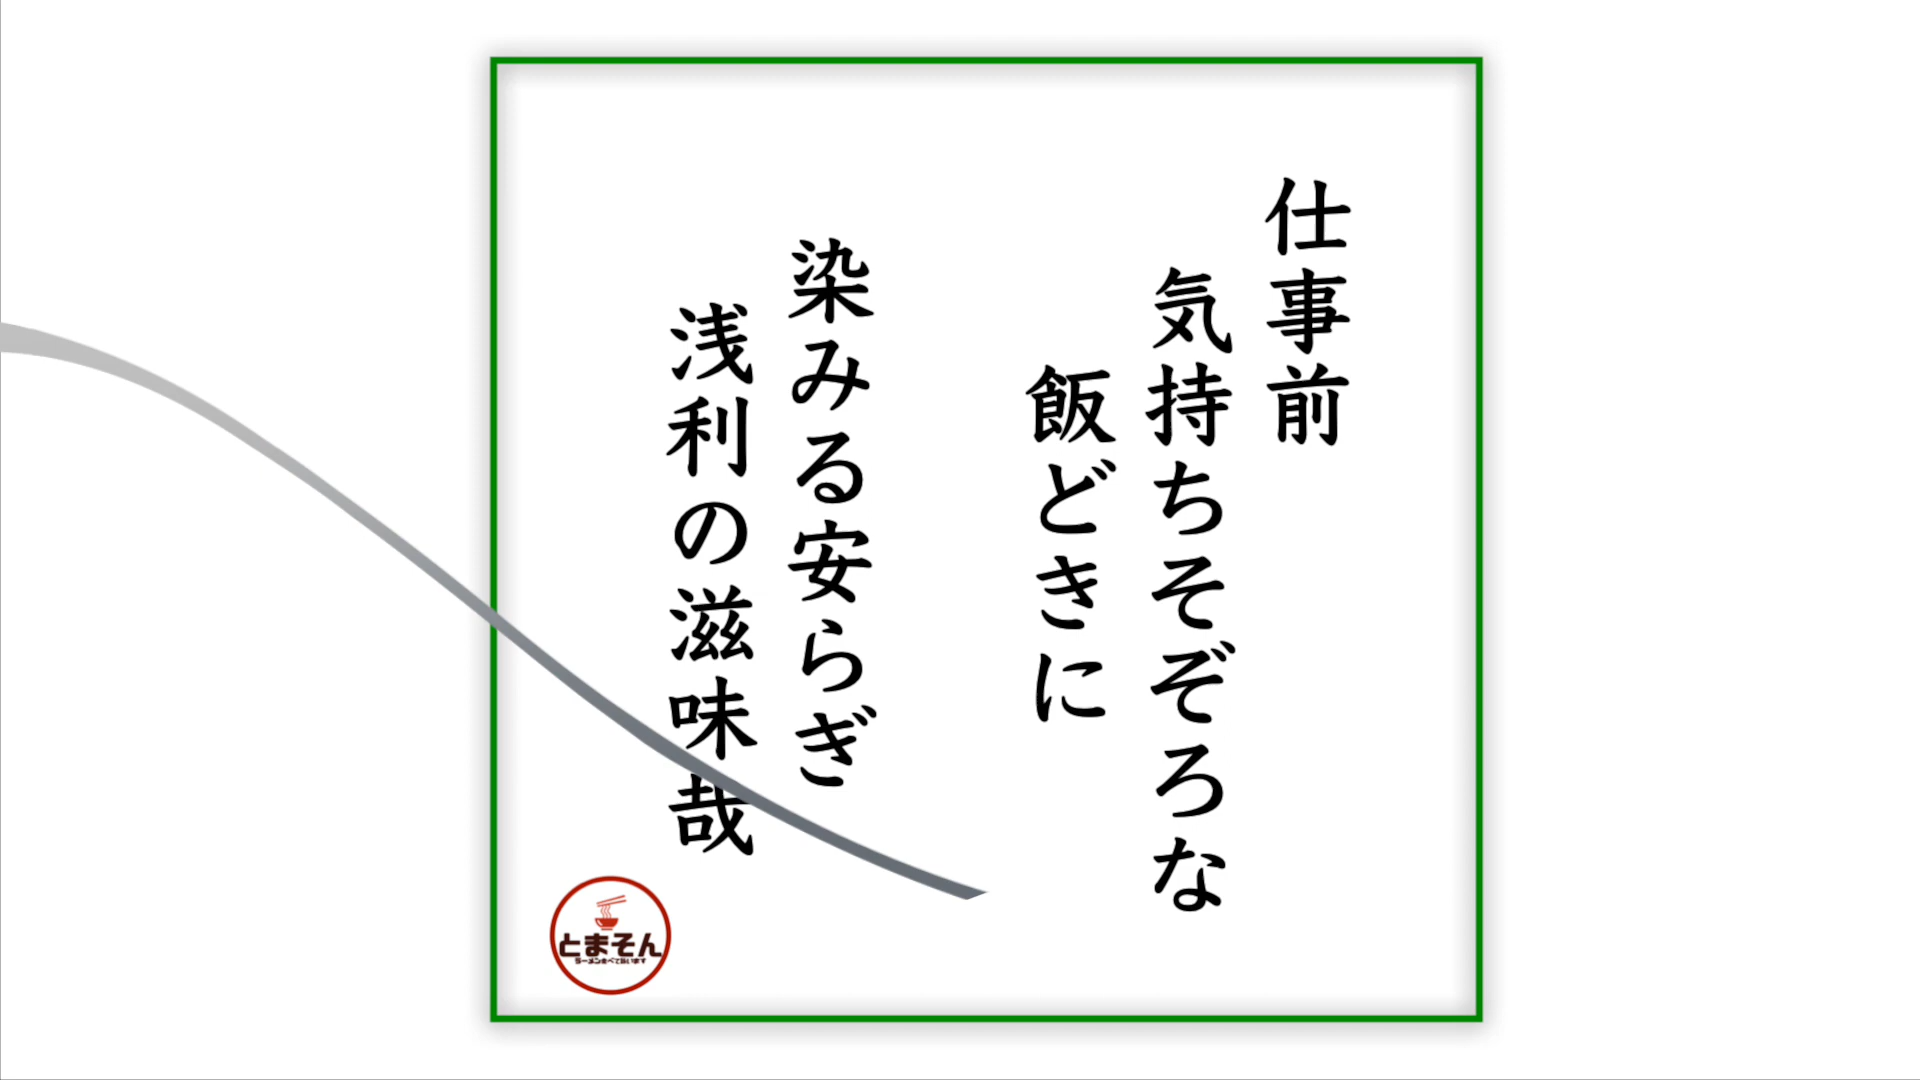 仕事前
気持ちそぞろな
飯どきに
染みる安らぎ
浅利の滋味哉
とまそん